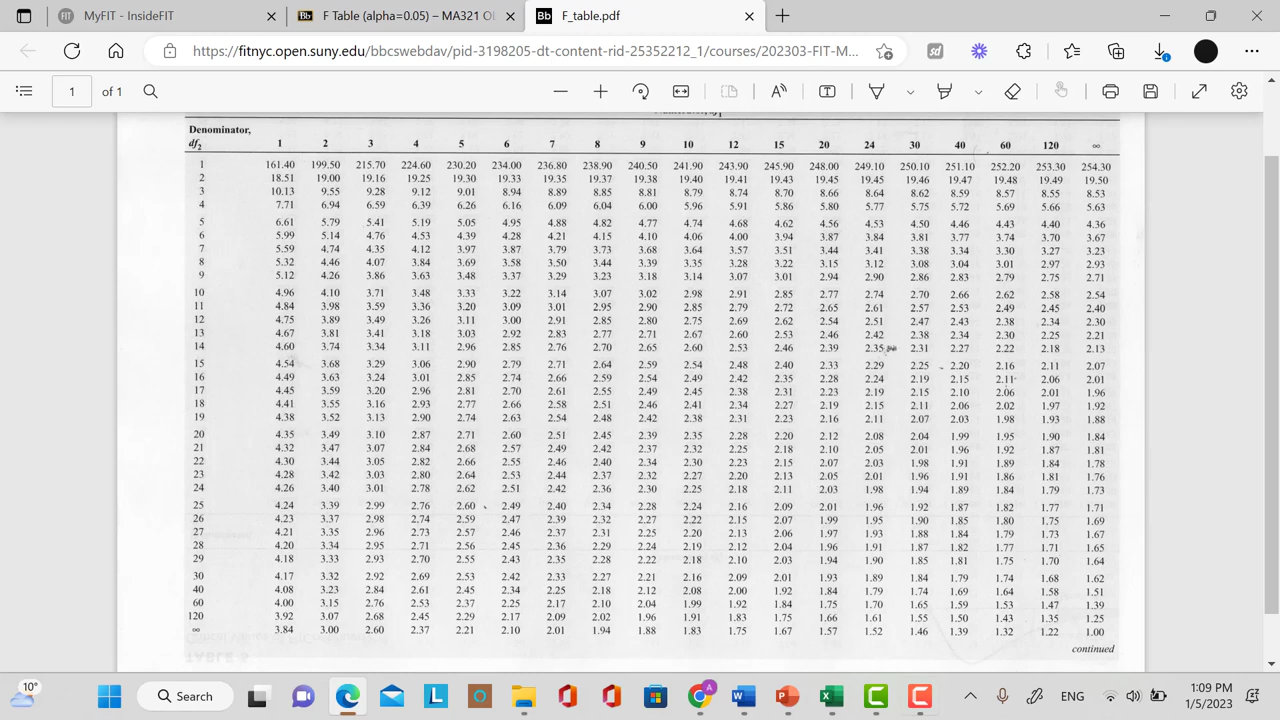 MyFIT - InsideFIT
F Table (alpha=0.05) – MA321 OL
F_table.pdf
https://fitnyc.open.suny.edu/bbcswebdav/pid-3198205-dt-content-rid-25352212_1/courses/202303-FIT-M...
1 of 1
Denominator,
df2 1 2 3 4 5 6 7 8 9 10 12 15 20 24 30 40 60 120 ∞
1 161.40 199.50 215.70 224.60 230.20 234.00 236.80 238.90 240.50 241.90 243.90 245.90 248.00 249.10 250.10 251.10 252.20 253.30 254.30
2 18.51 19.00 19.16 19.25 19.30 19.33 19.35 19.37 19.38 19.40 19.41 19.43 19.45 19.45 19.46 19.47 19.48 19.49 19.50
3 10.13 9.55 9.28 9.12 9.01 8.94 8.89 8.85 8.81 8.79 8.74 8.70 8.66 8.64 8.62 8.59 8.57 8.55 8.53
4 7.71 6.94 6.59 6.39 6.26 6.16 6.09 6.04 6.00 5.96 5.91 5.86 5.80 5.77 5.75 5.72 5.69 5.66 5.63
5 6.61 5.79 5.41 5.19 5.05 4.95 4.88 4.82 4.77 4.74 4.68 4.62 4.56 4.53 4.50 4.46 4.43 4.40 4.36
6 5.99 5.14 4.76 4.53 4.39 4.28 4.21 4.15 4.10 4.06 4.00 3.94 3.87 3.84 3.81 3.77 3.74 3.70 3.67
7 5.59 4.74 4.35 4.12 3.97 3.87 3.79 3.73 3.68 3.64 3.57 3.51 3.44 3.41 3.38 3.34 3.30 3.27 3.23
8 5.32 4.46 4.07 3.84 3.69 3.58 3.50 3.44 3.39 3.35 3.28 3.22 3.15 3.12 3.08 3.04 3.01 2.97 2.93
9 5.12 4.26 3.86 3.63 3.48 3.37 3.29 3.23 3.18 3.14 3.07 3.01 2.94 2.90 2.86 2.83 2.79 2.75 2.71
10 4.96 4.10 3.71 3.48 3.33 3.22 3.14 3.07 3.02 2.98 2.91 2.85 2.77 2.74 2.70 2.66 2.62 2.58 2.54
11 4.84 3.98 3.59 3.36 3.20 3.09 3.01 2.95 2.90 2.85 2.79 2.72 2.65 2.61 2.57 2.53 2.49 2.45 2.40
12 4.75 3.89 3.49 3.26 3.11 3.00 2.91 2.85 2.80 2.75 2.69 2.62 2.54 2.51 2.47 2.43 2.38 2.34 2.30
13 4.67 3.81 3.41 3.18 3.03 2.92 2.83 2.77 2.71 2.67 2.60 2.53 2.46 2.42 2.38 2.34 2.30 2.25 2.21
14 4.60 3.74 3.34 3.11 2.96 2.85 2.76 2.70 2.65 2.60 2.53 2.46 2.39 2.35 2.31 2.27 2.22 2.18 2.13
15 4.54 3.68 3.29 3.06 2.90 2.79 2.71 2.64 2.59 2.54 2.48 2.40 2.33 2.29 2.25 2.20 2.16 2.11 2.07
16 4.49 3.63 3.24 3.01 2.85 2.74 2.66 2.59 2.54 2.49 2.42 2.35 2.28 2.24 2.19 2.15 2.11 2.06 2.01
17 4.45 3.59 3.20 2.96 2.81 2.70 2.61 2.55 2.49 2.45 2.38 2.31 2.23 2.19 2.15 2.10 2.06 2.01 1.96
18 4.41 3.55 3.16 2.93 2.77 2.66 2.58 2.51 2.46 2.41 2.34 2.27 2.19 2.15 2.11 2.06 2.02 1.97 1.92
19 4.38 3.52 3.13 2.90 2.74 2.63 2.54 2.48 2.42 2.38 2.31 2.23 2.16 2.11 2.07 2.03 1.98 1.93 1.88
20 4.35 3.49 3.10 2.87 2.71 2.60 2.51 2.45 2.39 2.35 2.28 2.20 2.12 2.08 2.04 1.99 1.95 1.90 1.84
21 4.32 3.47 3.07 2.84 2.68 2.57 2.49 2.42 2.37 2.32 2.25 2.18 2.10 2.05 2.01 1.96 1.92 1.87 1.81
22 4.30 3.44 3.05 2.82 2.66 2.55 2.46 2.40 2.34 2.30 2.23 2.15 2.07 2.03 1.98 1.91 1.89 1.84 1.78
23 4.28 3.42 3.03 2.80 2.64 2.53 2.44 2.37 2.32 2.27 2.20 2.13 2.05 2.01 1.96 1.91 1.86 1.81 1.76
24 4.26 3.40 3.01 2.78 2.62 2.51 2.42 2.36 2.30 2.25 2.18 2.11 2.03 1.98 1.94 1.89 1.84 1.79 1.73
25 4.24 3.39 2.99 2.76 2.60 2.49 2.40 2.34 2.28 2.24 2.16 2.09 2.01 1.96 1.92 1.87 1.82 1.77 1.71
26 4.23 3.37 2.98 2.74 2.59 2.47 2.39 2.32 2.27 2.22 2.15 2.07 1.99 1.95 1.90 1.85 1.80 1.75 1.69
27 4.21 3.35 2.96 2.73 2.57 2.46 2.37 2.31 2.25 2.20 2.13 2.06 1.97 1.93 1.88 1.84 1.79 1.73 1.67
28 4.20 3.34 2.95 2.71 2.56 2.45 2.36 2.29 2.24 2.19 2.12 2.04 1.96 1.91 1.87 1.82 1.77 1.71 1.65
29 4.18 3.33 2.93 2.70 2.55 2.43 2.35 2.28 2.22 2.18 2.10 2.03 1.94 1.90 1.85 1.81 1.75 1.70 1.64
30 4.17 3.32 2.92 2.69 2.53 2.42 2.33 2.27 2.21 2.16 2.09 2.01 1.93 1.89 1.84 1.79 1.74 1.68 1.62
40 4.08 3.23 2.84 2.61 2.45 2.34 2.25 2.18 2.12 2.08 2.00 1.92 1.84 1.79 1.74 1.69 1.64 1.58 1.51
60 4.00 3.15 2.76 2.53 2.37 2.25 2.17 2.10 2.04 1.99 1.92 1.84 1.75 1.70 1.65 1.59 1.53 1.47 1.39
120 3.92 3.07 2.68 2.45 2.29 2.17 2.09 2.02 1.96 1.91 1.83 1.75 1.66 1.61 1.55 1.50 1.43 1.35 1.25
∞ 3.84 3.00 2.60 2.37 2.21 2.10 2.01 1.94 1.88 1.83 1.75 1.67 1.57 1.52 1.46 1.39 1.32 1.22 1.00
continued
10°
Search
ENG
1:09 PM
1/5/2023